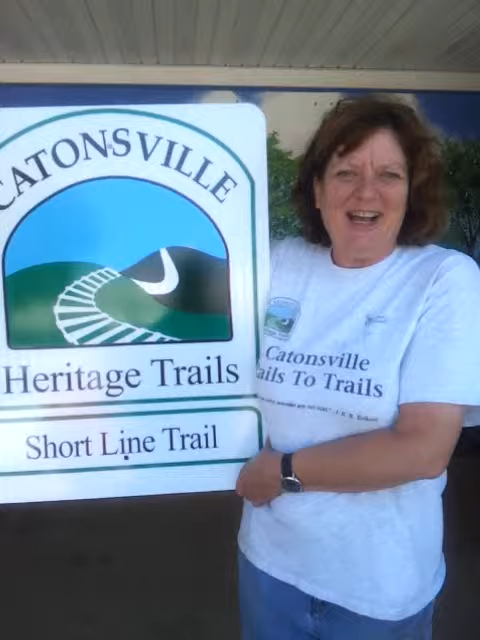 CATONSVILLE
Heritage Trails
Short Line Trail
Catonsville
ails To Trails